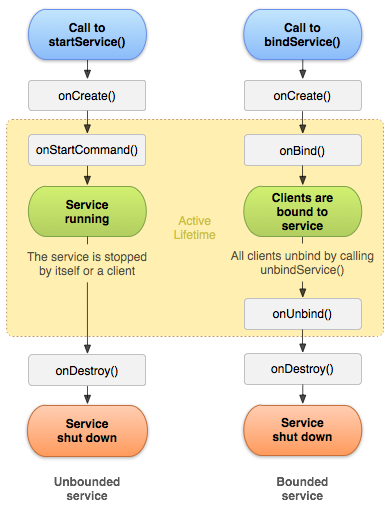 Call to
startService()
onCreate()
onStartCommand()
Service
running
The service is stopped
by itself or a client
onDestroy()
Service
shut down
Unbounded
service
Active
Lifetime
Call to
bindService()
onCreate()
onBind()
Clients are
bound to
service
All clients unbind by calling
unbindService()
onUnbind()
onDestroy()
Service
shut down
Bounded
service